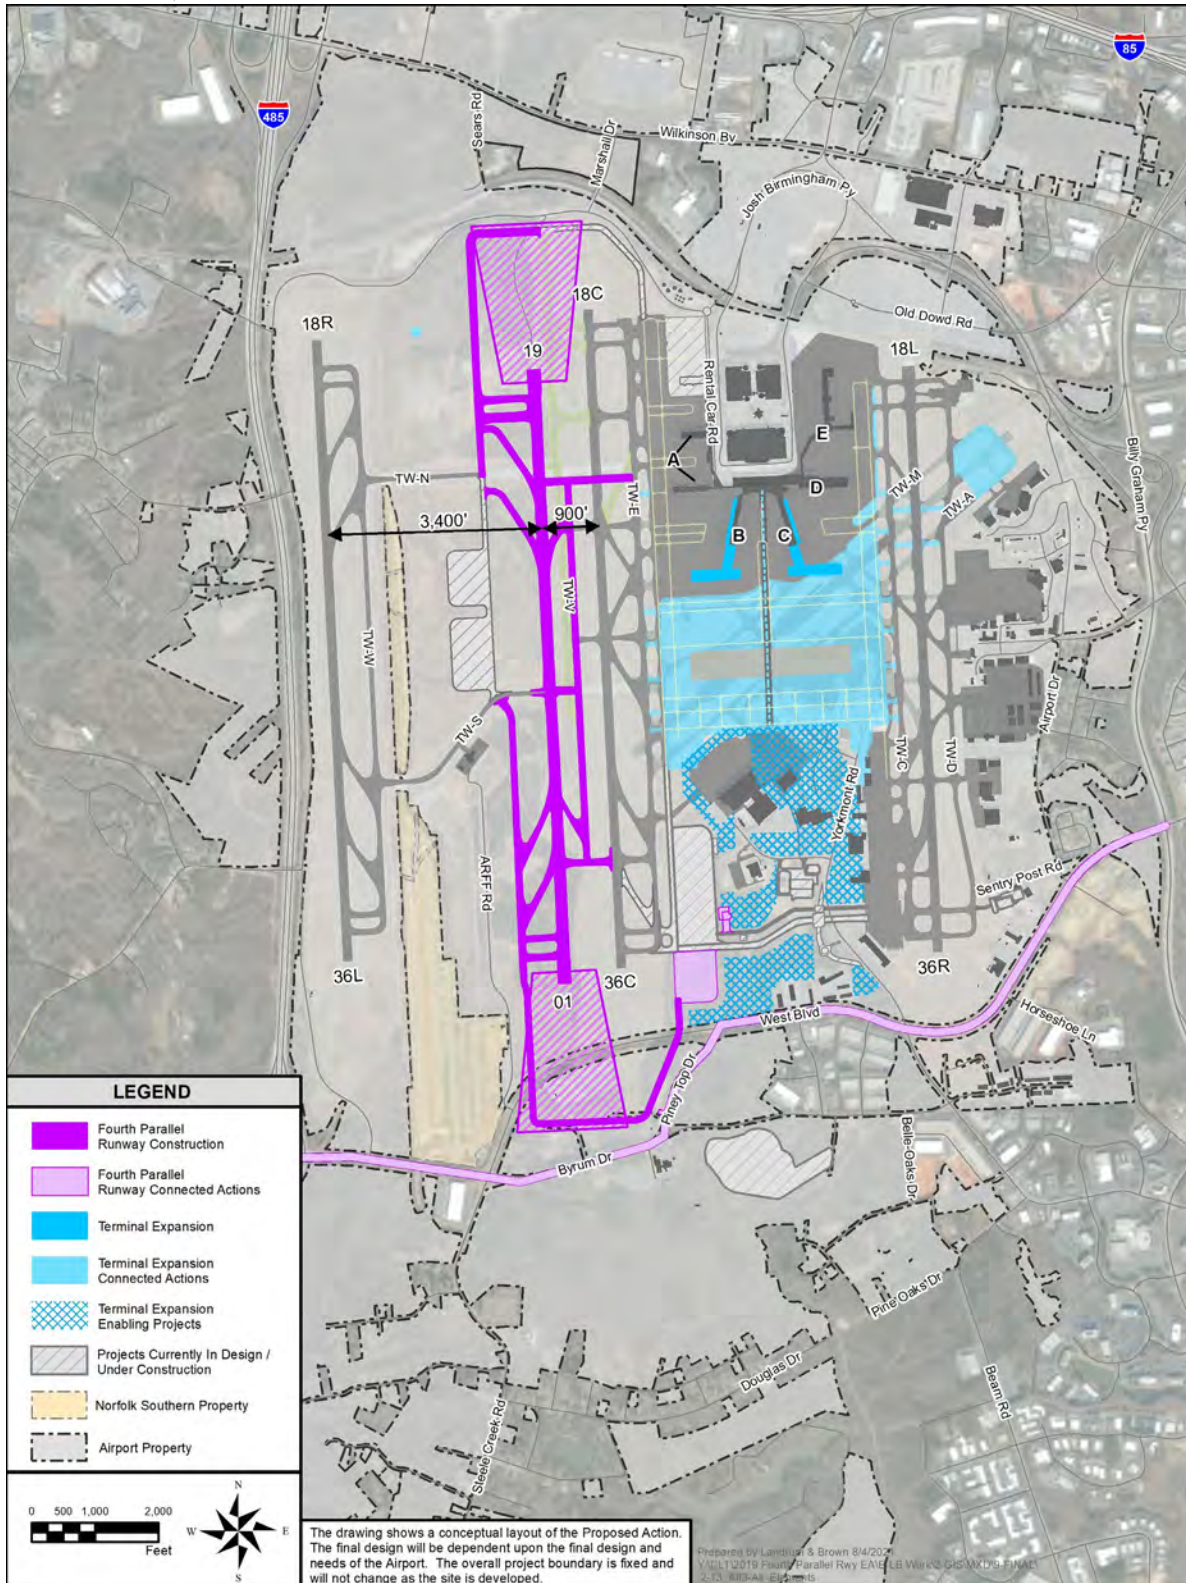 85
485
Sears Rd
Marshall Dr
Wilkinson Bv
Josh Birmingham Py
Old Dowd Rd
18R
19
18C
18L
Rental Car Rd
Billy Graham Py
A
E
D
B
C
TW-N
TW-E
TW-M
TW-A
3,400'
900'
TW-V
TW-W
TW-S
ARFF Rd
TW-C
TW-D
Airport Dr
Yorkmont Rd
Sentry Post Rd
36L
01
36C
36R
West Blvd
Horseshoe Ln
Piney Top Dr
Byrum Dr
Belle-Oaks Dr
Pine Oaks Dr
Douglas Dr
Beam Rd
Steele Creek Rd
LEGEND
Fourth Parallel
Runway Construction
Fourth Parallel
Runway Connected Actions
Terminal Expansion
Terminal Expansion
Connected Actions
Terminal Expansion
Enabling Projects
Projects Currently In Design /
Under Construction
Norfolk Southern Property
Airport Property
0 500 1,000 2,000
Feet
N
W E
S
The drawing shows a conceptual layout of the Proposed Action.
The final design will be dependent upon the final design and
needs of the Airport. The overall project boundary is fixed and
will not change as the site is developed.
Prepared by Landrum & Brown 8/4/202